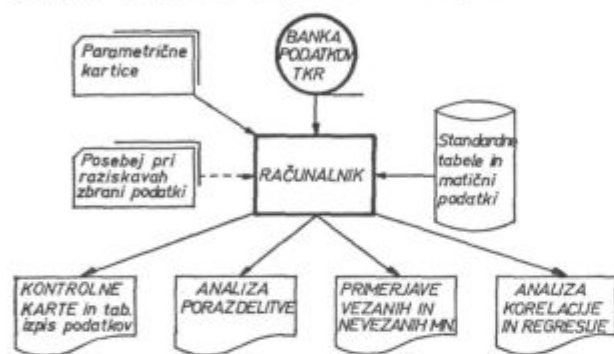 BANKA
PODATKOV
TKR
Parametrične
kartice
Posebej pri
raziskavah
zbrani podatki
RAČUNALNIK
Standardne
tabele in
matični
podatki
KONTROLNE
KARTE in tab.
izpis podatkov
ANALIZA
PORAZDELITVE
PRIMERJAVE
VEZANIH IN
NEVEZANIH MN.
ANALIZA
KORELACIJE
IN REGRESIJE